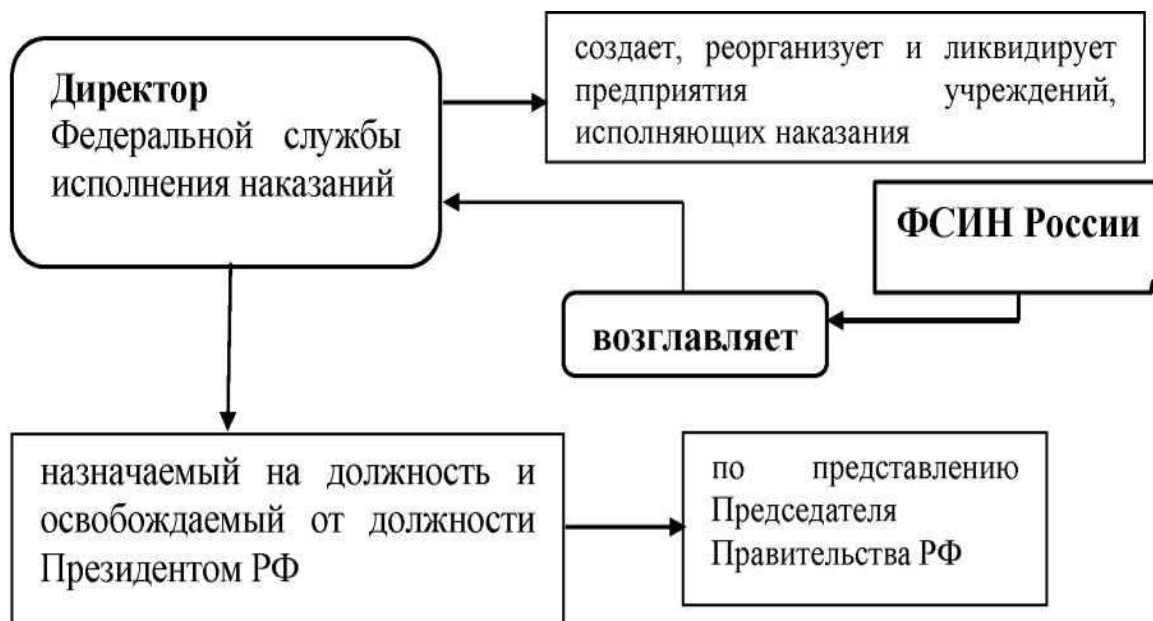 Директор
Федеральной службы
исполнения наказаний
создает, реорганизует и ликвидирует
предприятия учреждений,
исполняющих наказания
ФСИН России
возглавляет
назначаемый на должность и
освобождаемый от должности
Президентом РФ
по представлению
Председателя
Правительства РФ